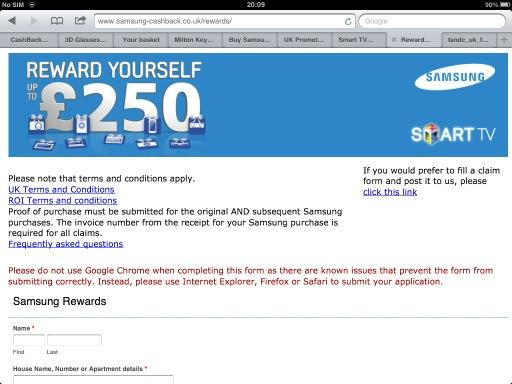 No SIM
20:09
90%
www.samsung-cashback.co.uk/rewards/
Google
CashBack...
3D Glasses...
Your basket
Milton Key...
Buy Samsu...
UK Promot...
Smart TV...
Reward...
tandc_uk_f...
REWARD YOURSELF
UP TO £250
SAMSUNG
SMART TV
Please note that terms and conditions apply.
UK Terms and Conditions
ROI Terms and conditions
Proof of purchase must be submitted for the original AND subsequent Samsung
purchases. The invoice number from the receipt for your Samsung purchase is
required for all claims.
Frequently asked questions
If you would prefer to fill a claim
form and post it to us, please
click this link
Please do not use Google Chrome when completing this form as there are known issues that prevent the form from
submitting correctly. Instead, please use Internet Explorer, Firefox or Safari to submit your application.
Samsung Rewards
Name *
First Last
House Name, Number or Apartment details *